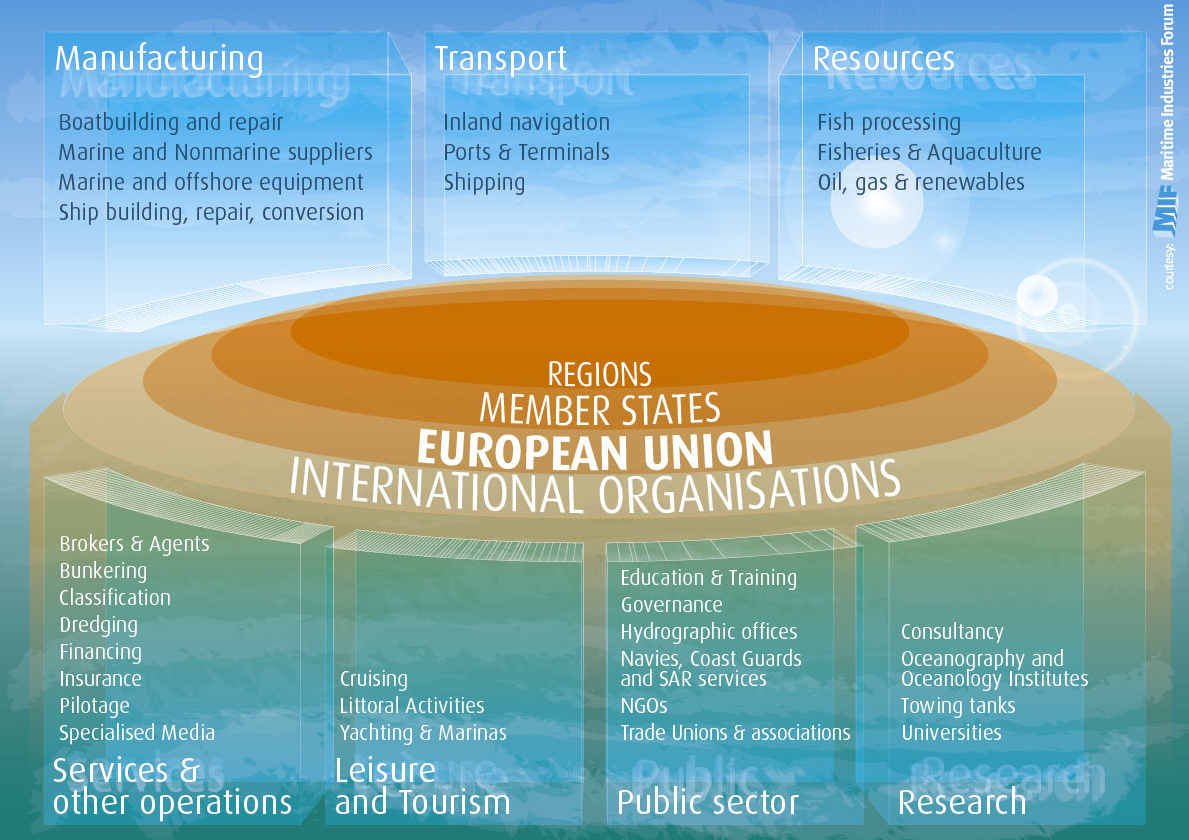 Manufacturing
Boatbuilding and repair
Marine and Nonmarine suppliers
Marine and offshore equipment
Ship building, repair, conversion
Transport
Inland navigation
Ports & Terminals
Shipping
Resources
Fish processing
Fisheries & Aquaculture
Oil, gas & renewables
courtesy: MIF Maritime Industries Forum
REGIONS
MEMBER STATES
EUROPEAN UNION
INTERNATIONAL ORGANISATIONS
Brokers & Agents
Bunkering
Classification
Dredging
Financing
Insurance
Pilotage
Specialised Media
Services &
other operations
Cruising
Littoral Activities
Yachting & Marinas
Leisure
and Tourism
Education & Training
Governance
Hydrographic offices
Navies, Coast Guards
and SAR services
NGOs
Trade Unions & associations
Public sector
Consultancy
Oceanography and
Oceanology Institutes
Towing tanks
Universities
Research